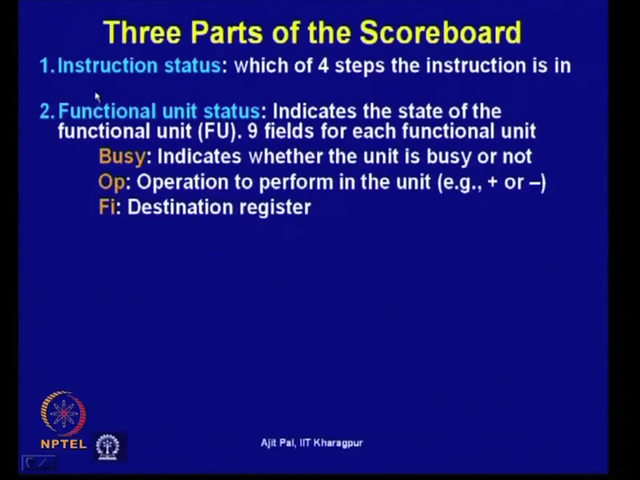 Three Parts of the Scoreboard
1. Instruction status: which of 4 steps the instruction is in
2. Functional unit status: Indicates the state of the
functional unit (FU). 9 fields for each functional unit
Busy: Indicates whether the unit is busy or not
Op: Operation to perform in the unit (e.g., + or –)
Fi: Destination register
NPTEL
Ajit Pal, IIT Kharagpur